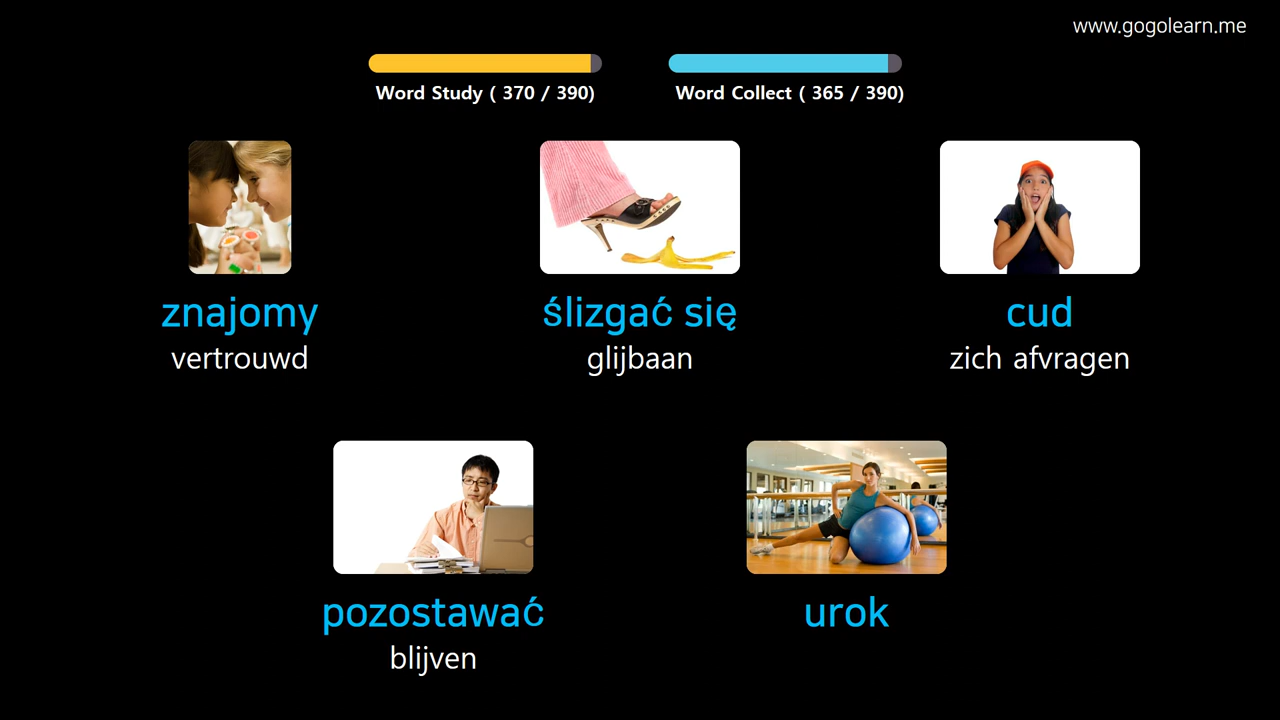 www.gogolearn.me
Word Study ( 370 / 390)
Word Collect ( 365 / 390)
znajomy
vertrouwd
ślizgać się
glijbaan
cud
zich afvragen
pozostawać
blijven
urok